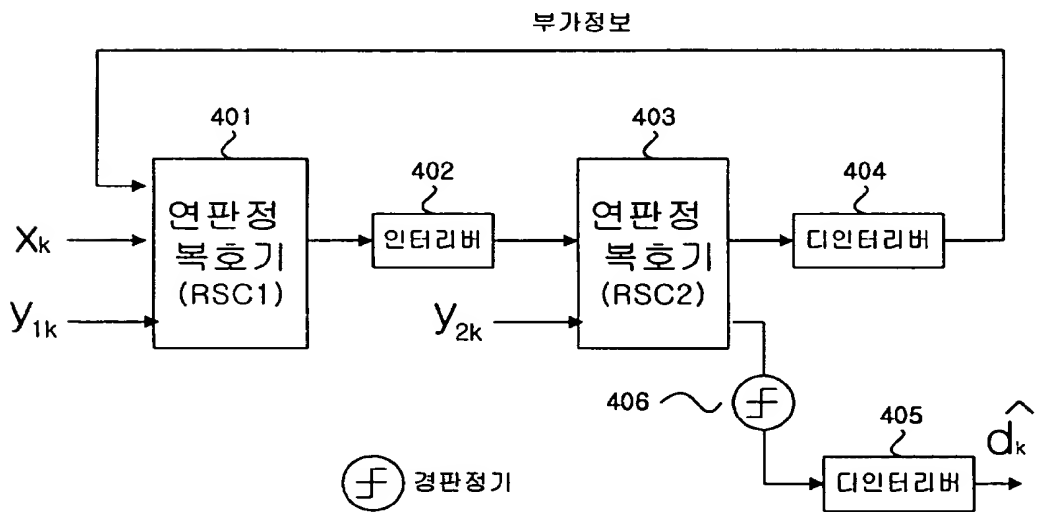 부가정보
401
403
402
404
연판정
복호기
(RSC1)
인터리버
연판정
복호기
(RSC2)
디인터리버
Xk
y1k
y2k
406
405
d̂k
경판정기
디인터리버